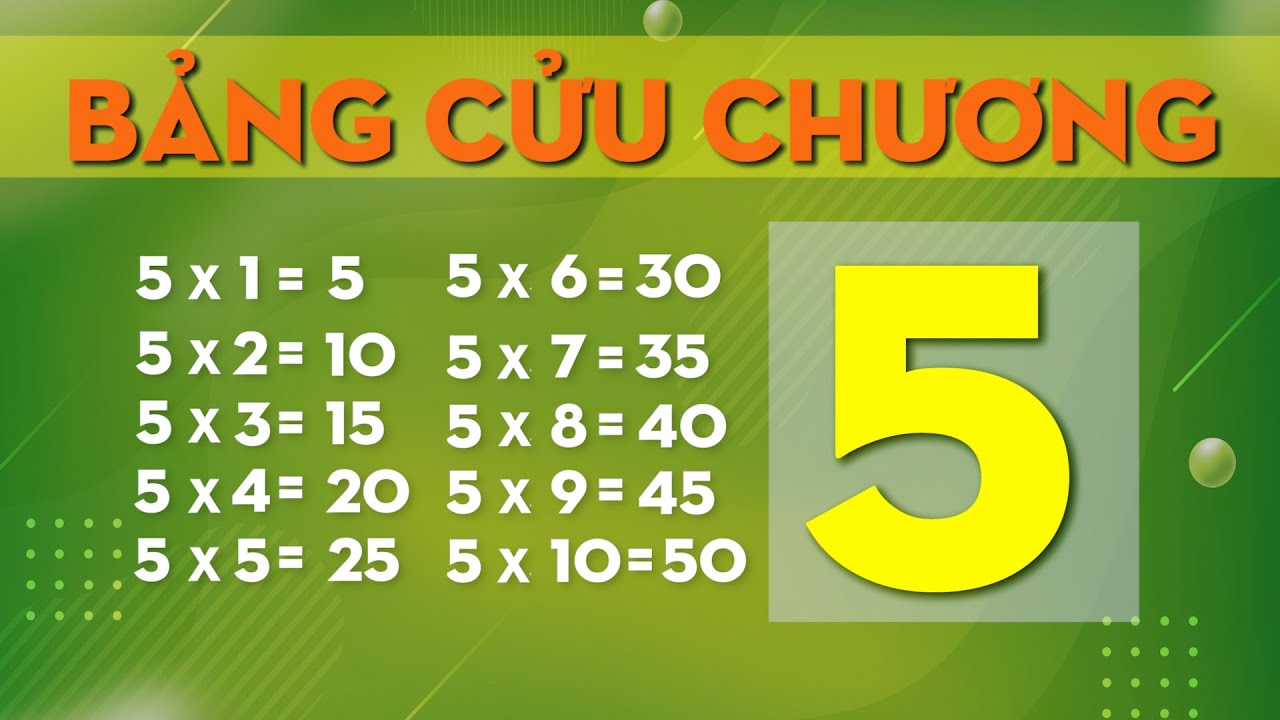 BẢNG CỬU CHƯƠNG
5 x 1 = 5
5 x 2 = 10
5 x 3 = 15
5 x 4 = 20
5 x 5 = 25
5 x 6 = 30
5 x 7 = 35
5 x 8 = 40
5 x 9 = 45
5 x 10 = 50
5